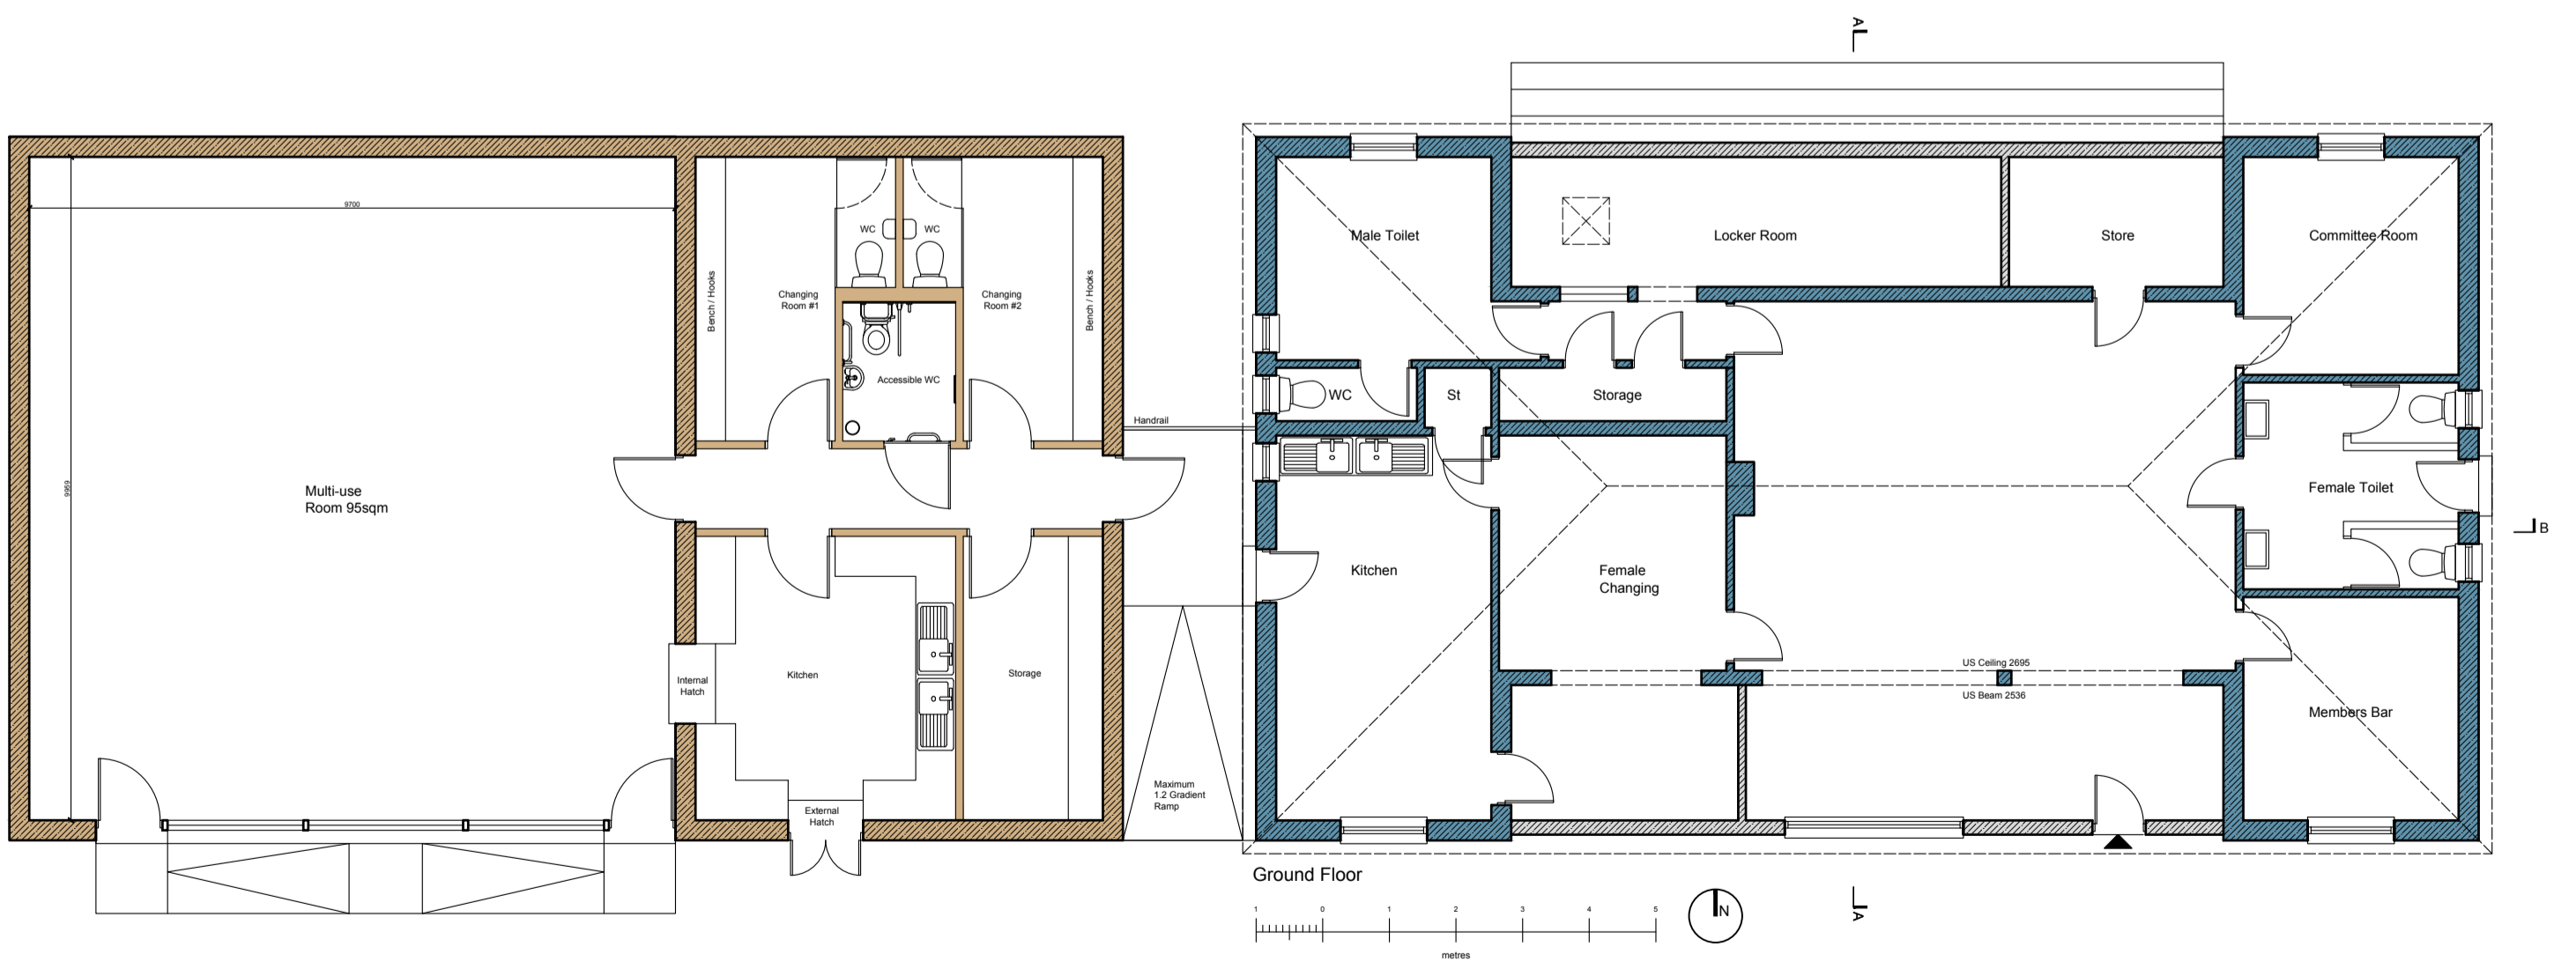 A
9700
WC
WC
Male Toilet
Locker Room
Store
Committee Room
Bench / Hooks
Changing
Room #1
Changing
Room #2
Bench / Hooks
Accessible WC
WC
St
Storage
Handrail
9959
Multi-use
Room 95sqm
Female Toilet
B
Kitchen
Female
Changing
Internal
Hatch
Kitchen
Storage
US Ceiling 2695
US Beam 2536
Members Bar
Maximum
1.2 Gradient
Ramp
External
Hatch
Ground Floor
N
A
1 0 1 2 3 4 5
metres